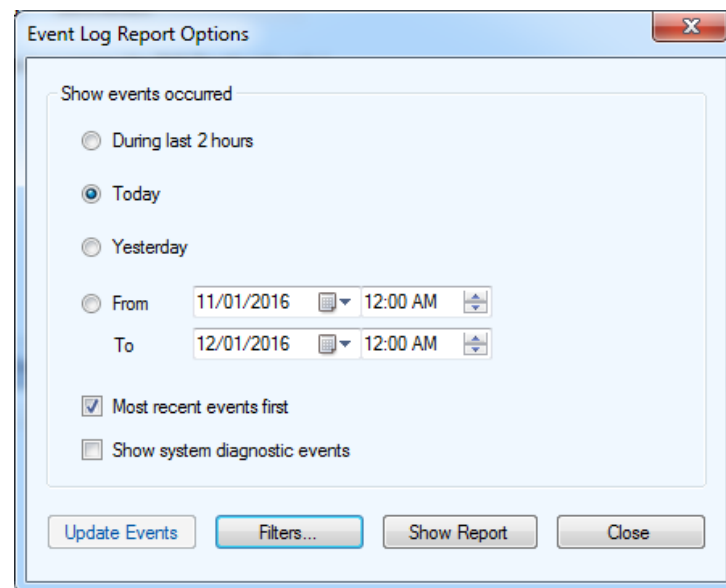 Event Log Report Options
Show events occurred
During last 2 hours
Today
Yesterday
From 11/01/2016 12:00 AM
To 12/01/2016 12:00 AM
Most recent events first
Show system diagnostic events
Update Events Filters... Show Report Close